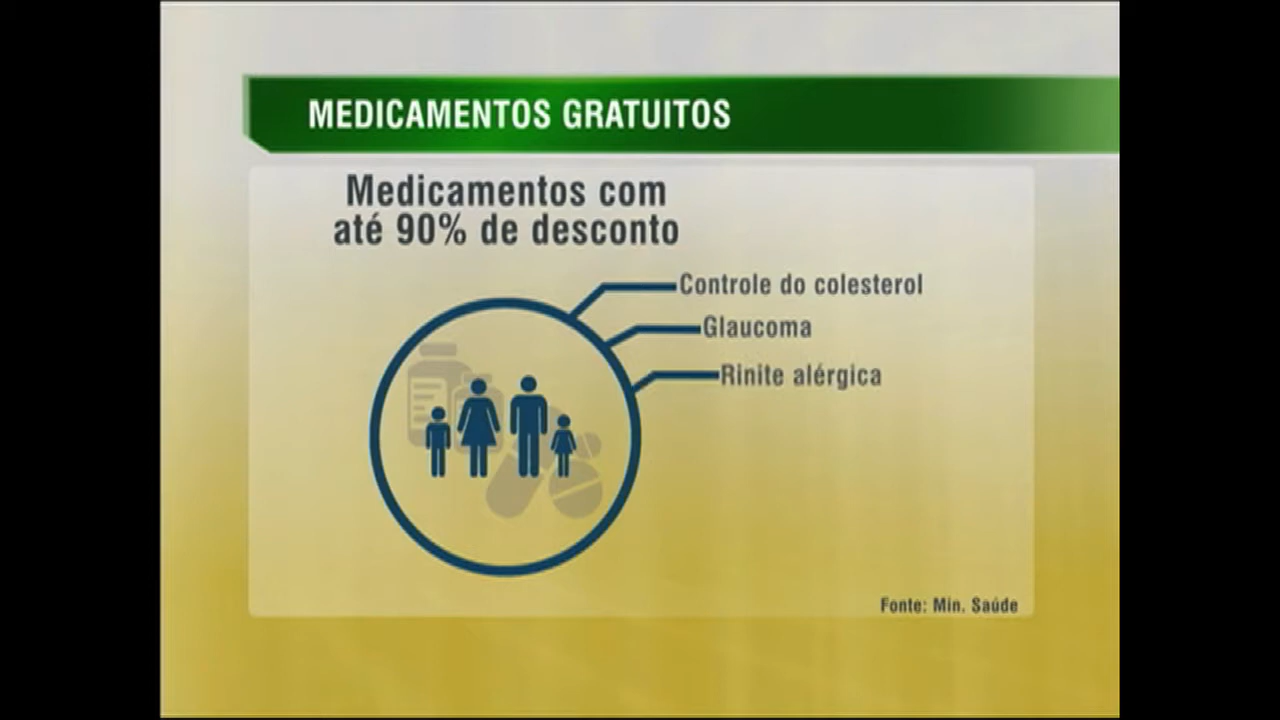 MEDICAMENTOS GRATUITOS
Medicamentos com
até 90% de desconto
Controle do colesterol
Glaucoma
Rinite alérgica
Fonte: Min. Saúde